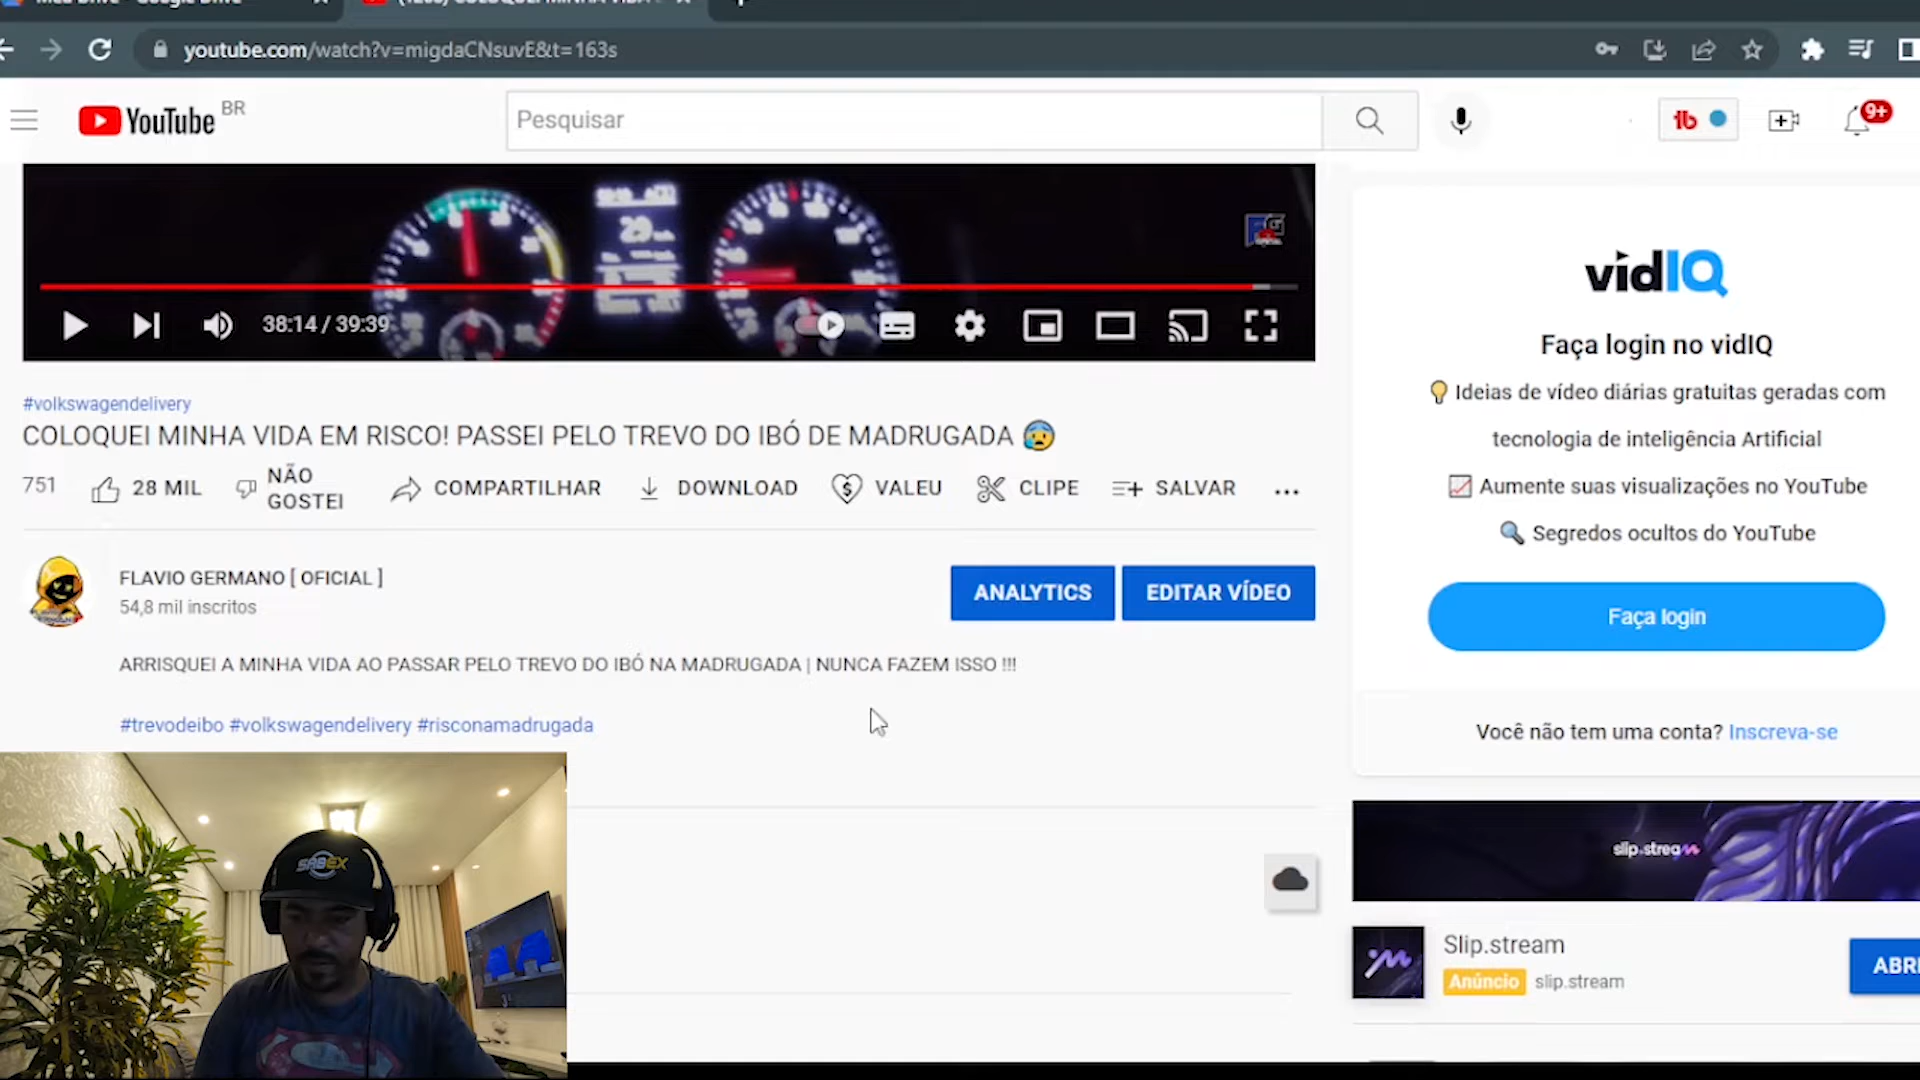 youtube.com/watch?v=migdaCNsuvE&t=163s
YouTube BR
Pesquisar
9+
29
38:14 / 39:39
#volkswagendelivery
COLOQUEI MINHA VIDA EM RISCO! PASSEI PELO TREVO DO IBÓ DE MADRUGADA
751 28 MIL NÃO GOSTEI COMPARTILHAR DOWNLOAD VALEU CLIPE SALVAR
FLAVIO GERMANO [ OFICIAL ]
54,8 mil inscritos
ANALYTICS
EDITAR VÍDEO
ARRISQUEI A MINHA VIDA AO PASSAR PELO TREVO DO IBÓ NA MADRUGADA | NUNCA FAZEM ISSO !!!
#trevodeibo #volkswagendelivery #risconamadrugada
SABEX
vidIQ
Faça login no vidIQ
Ideias de vídeo diárias gratuitas geradas com
tecnologia de inteligência Artificial
Aumente suas visualizações no YouTube
Segredos ocultos do YouTube
Faça login
Você não tem uma conta? Inscreva-se
slip.stream
Slip.stream
Anúncio slip.stream
ABRI